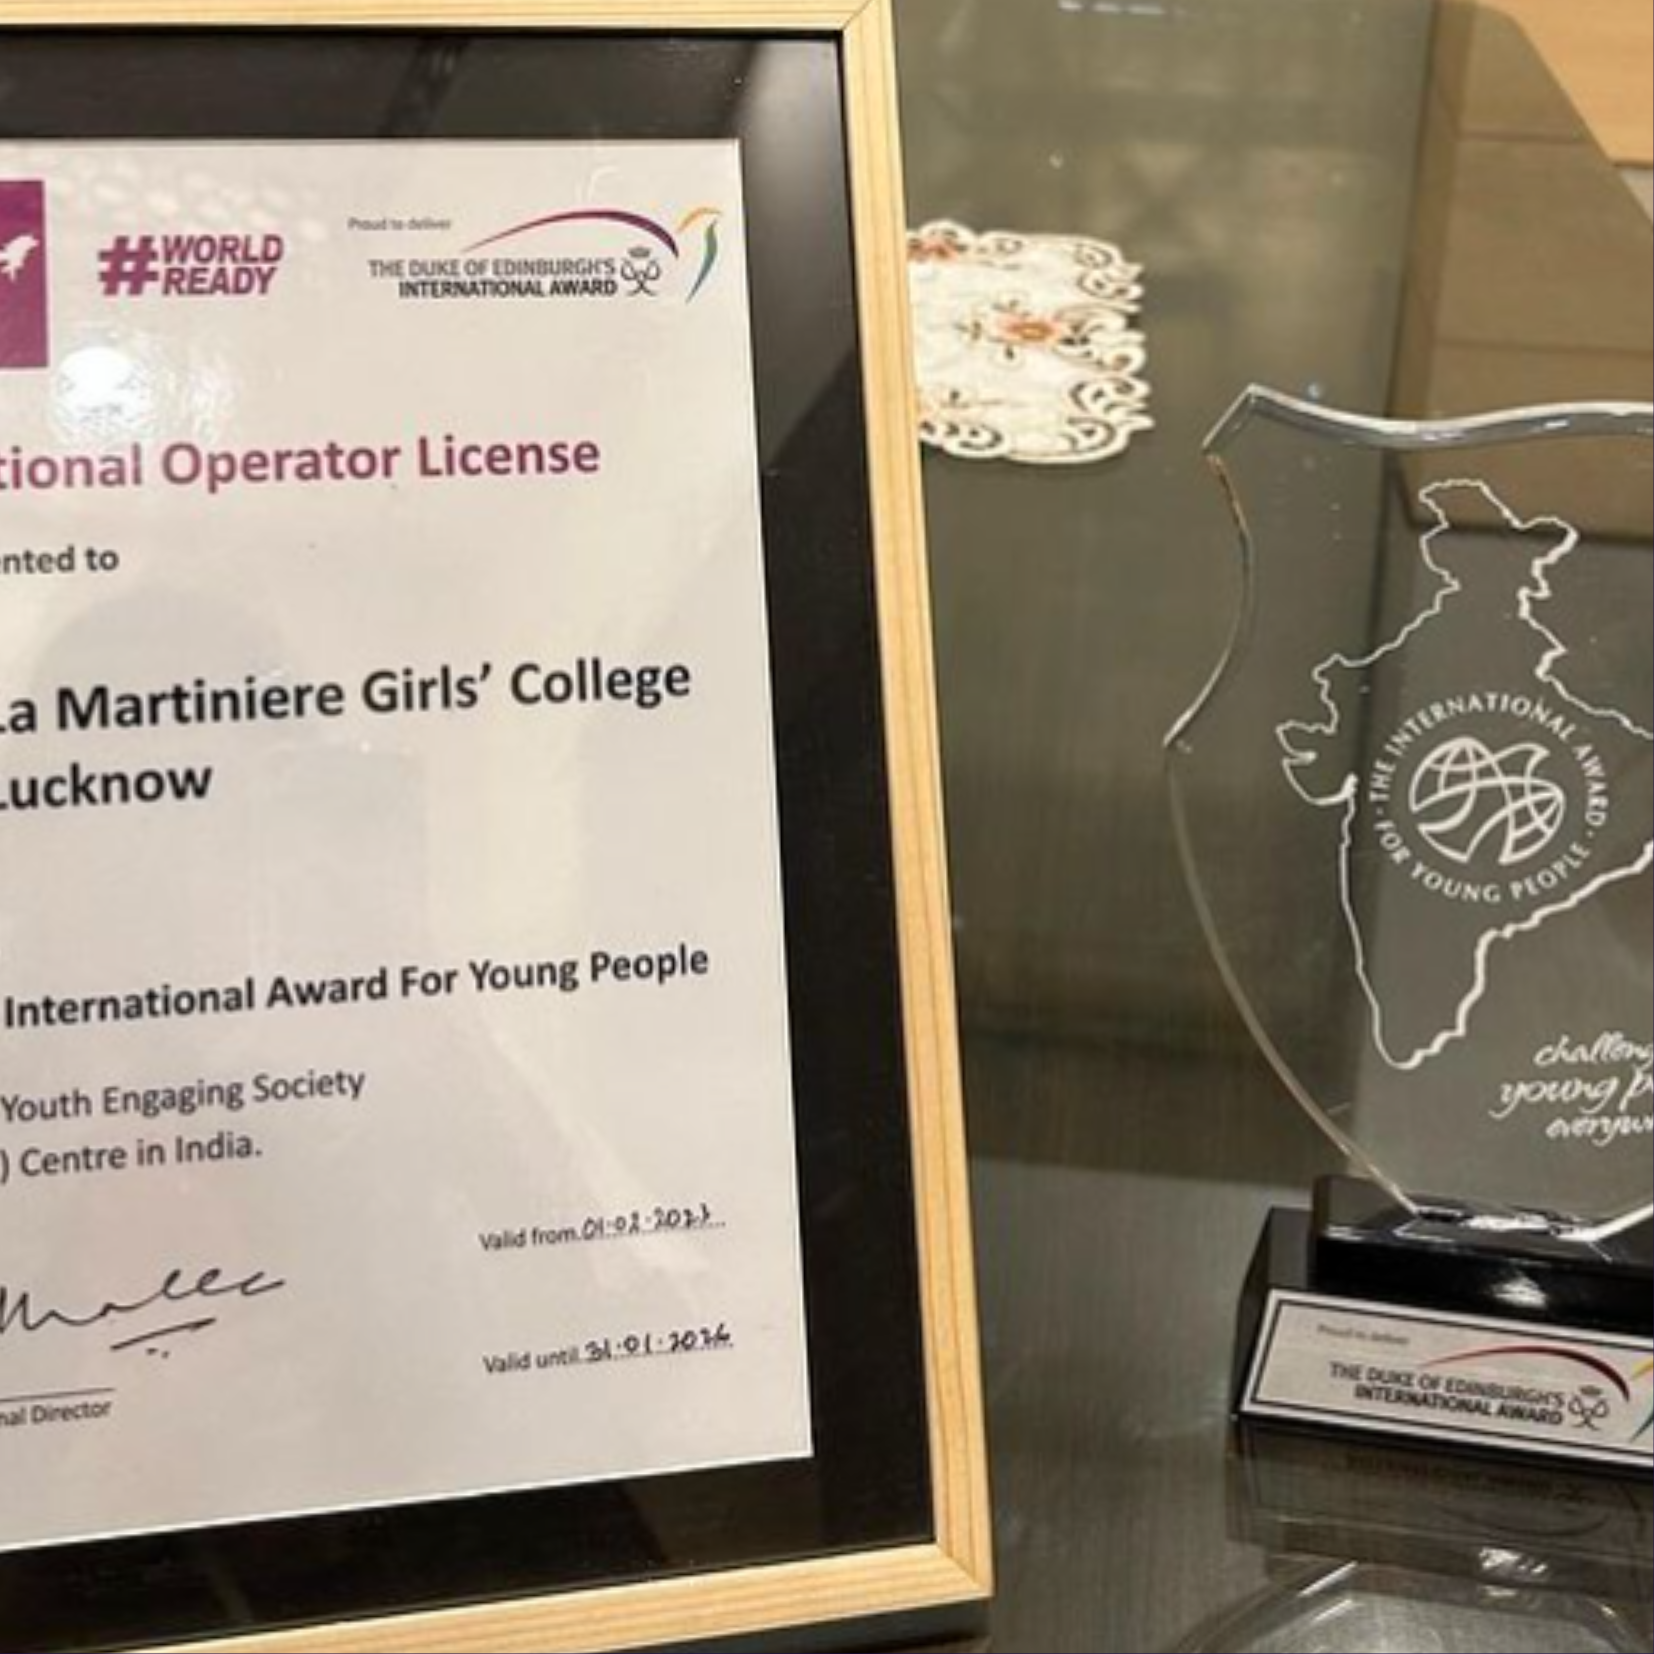 #WORLD
READY
Proud to deliver
THE DUKE OF EDINBURGH'S
INTERNATIONAL AWARD
tional Operator License
nted to
La Martiniere Girls' College
Lucknow
International Award For Young People
Youth Engaging Society
) Centre in India.
Valid from 01-02-2023
Valid until 31-01-2026
nal Director
· THE INTERNATIONAL AWARD ·
FOR YOUNG PEOPLE
challeng
young p
everyw
Proud to deliver
THE DUKE OF EDINBURGH'S
INTERNATIONAL AWARD